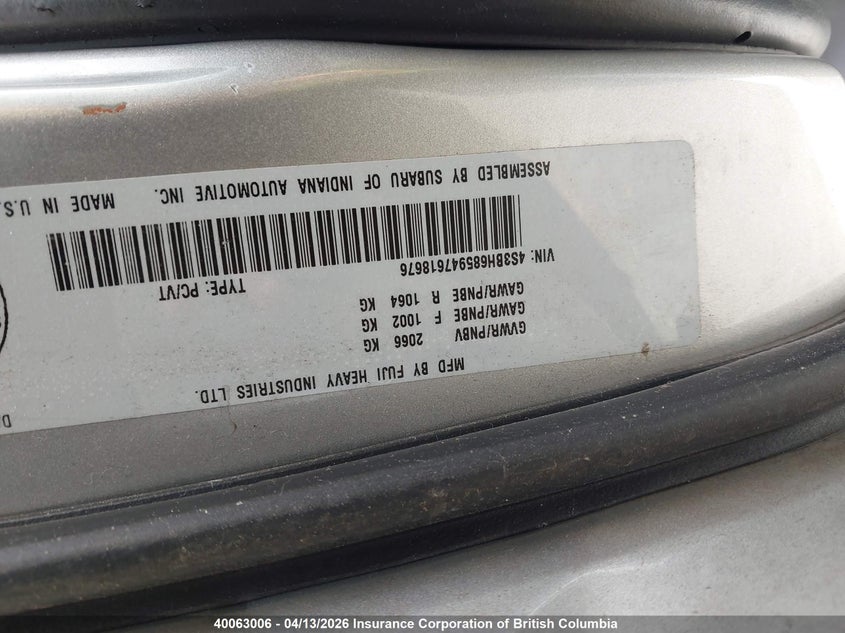 MFD BY FUJI HEAVY INDUSTRIES LTD.
GVWR/PNBV 2066 KG
GAWR/PNBE F 1002 KG
GAWR/PNBE R 1064 KG
VIN: 4S3BH685947618676 TYPE: PC/VT
ASSEMBLED BY SUBARU OF INDIANA AUTOMOTIVE INC. MADE IN U.S.
40063006 - 04/13/2026 Insurance Corporation of British Columbia